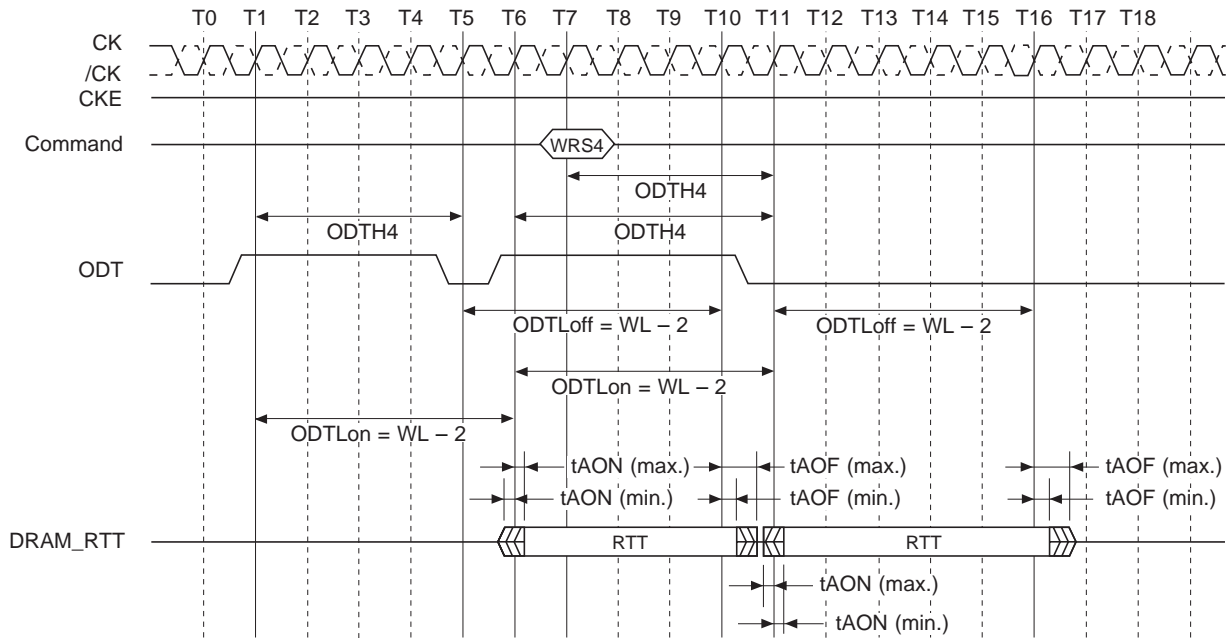 T0 T1 T2 T3 T4 T5 T6 T7 T8 T9 T10 T11 T12 T13 T14 T15 T16 T17 T18
CK
/CK
CKE
Command WRS4
ODTH4
ODTH4 ODTH4
ODT
ODTLoff = WL – 2 ODTLoff = WL – 2
ODTLon = WL – 2
ODTLon = WL – 2
tAON (max.) tAOF (max.) tAOF (max.)
tAON (min.) tAOF (min.) tAOF (min.)
DRAM_RTT RTT RTT
tAON (max.)
tAON (min.)